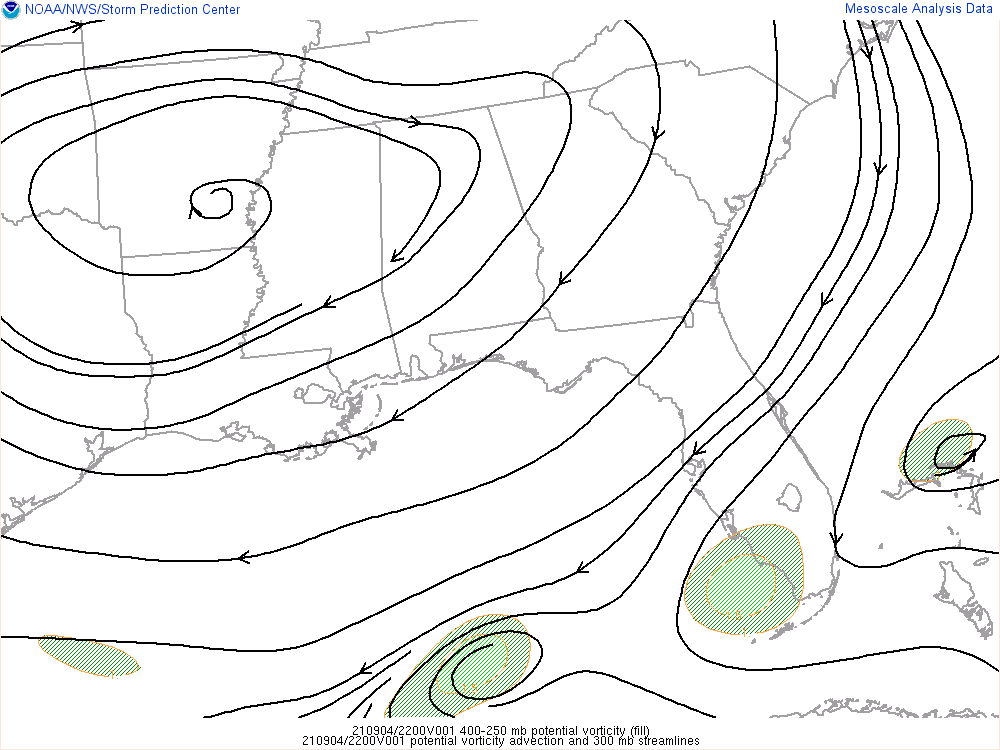 NOAA/NWS/Storm Prediction Center
Mesoscale Analysis Data
1
210904/2200V001 400-250 mb potential vorticity (fill)
210904/2200V001 potential vorticity advection and 300 mb streamlines